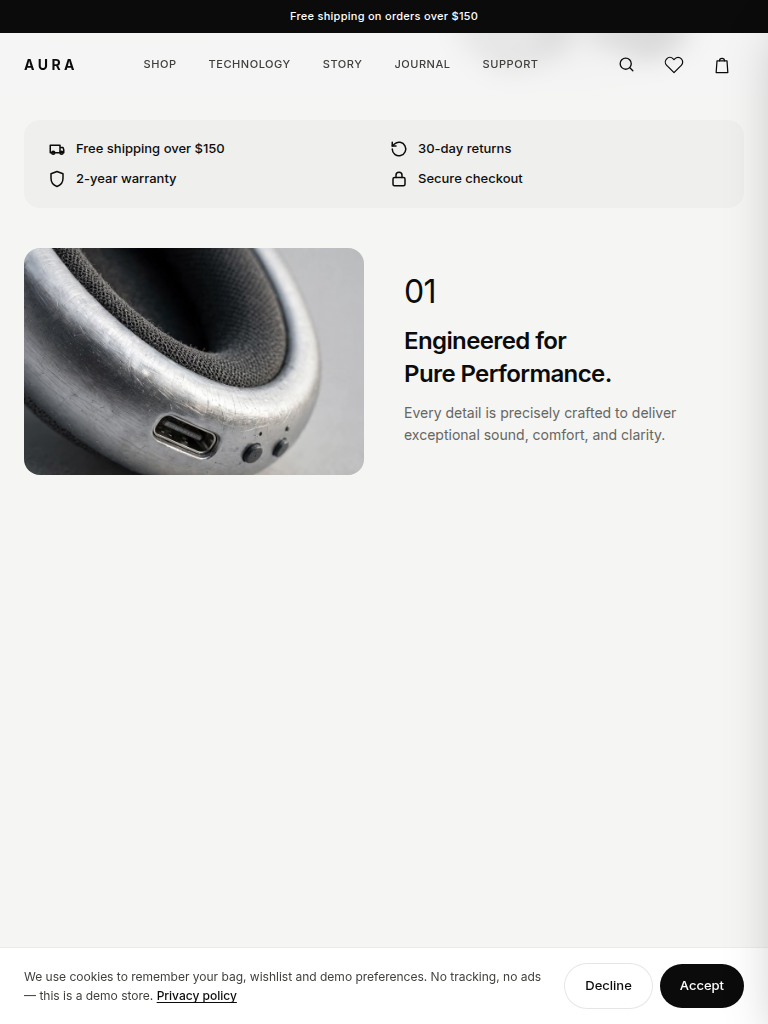 Free shipping on orders over $150
AURA SHOP TECHNOLOGY STORY JOURNAL SUPPORT
Free shipping over $150
30-day returns
2-year warranty
Secure checkout
01
Engineered for
Pure Performance.
Every detail is precisely crafted to deliver
exceptional sound, comfort, and clarity.
We use cookies to remember your bag, wishlist and demo preferences. No tracking, no ads
— this is a demo store. Privacy policy
Decline
Accept